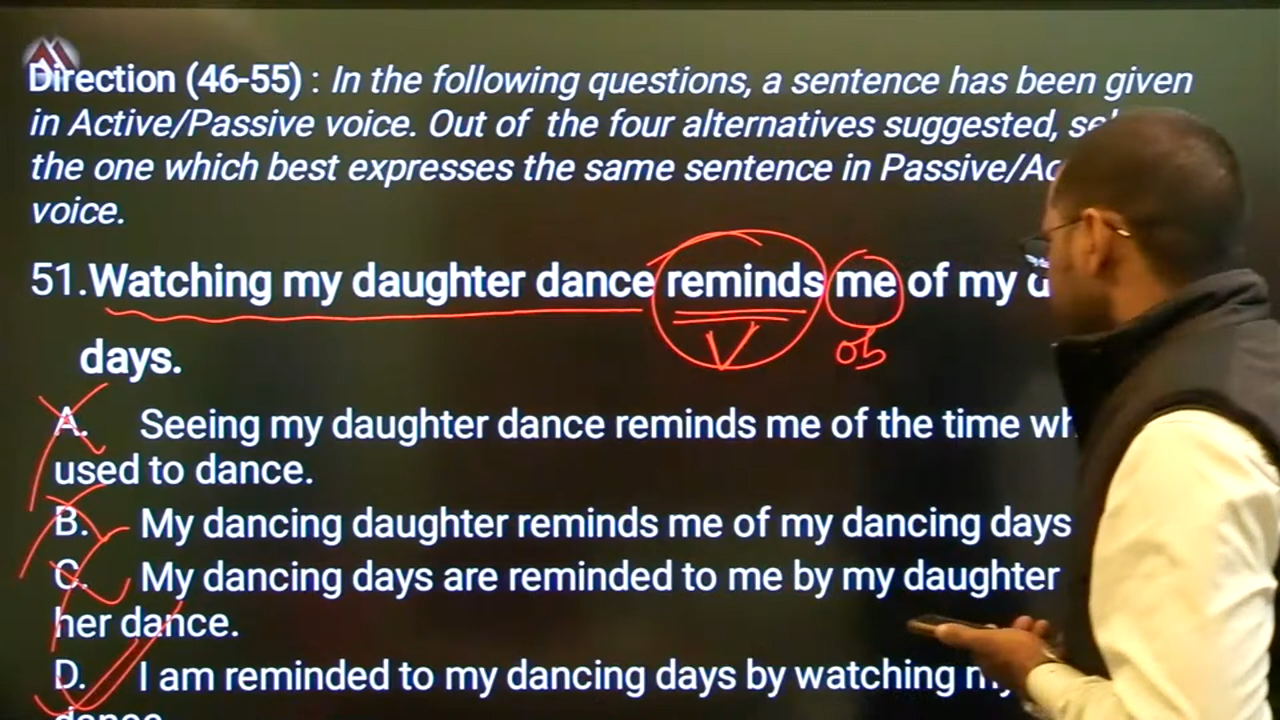 Direction (46-55) : In the following questions, a sentence has been given
in Active/Passive voice. Out of the four alternatives suggested,
the one which best expresses the same sentence in
voice.
51.Watching my daughter dance reminds me of my
days.
V
ob
A. Seeing my daughter dance reminds me of the time
used to dance.
B. My dancing daughter reminds me of my dancing days
C. My dancing days are reminded to me by my daughter
her dance.
D. I am reminded to my dancing days by watching
dance